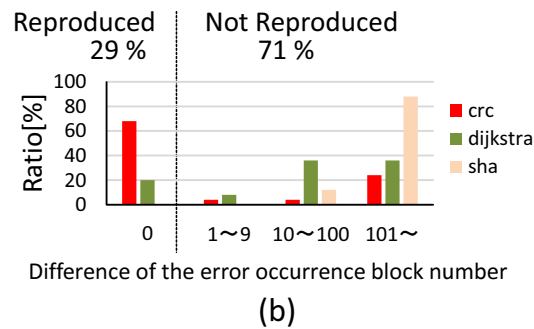 Reproduced Not Reproduced
29 % 71 %
Ratio[%]
100
80
60
40
20
0
crc
dijkstra
sha
0 1～9 10～100 101～
Difference of the error occurrence block number
(b)